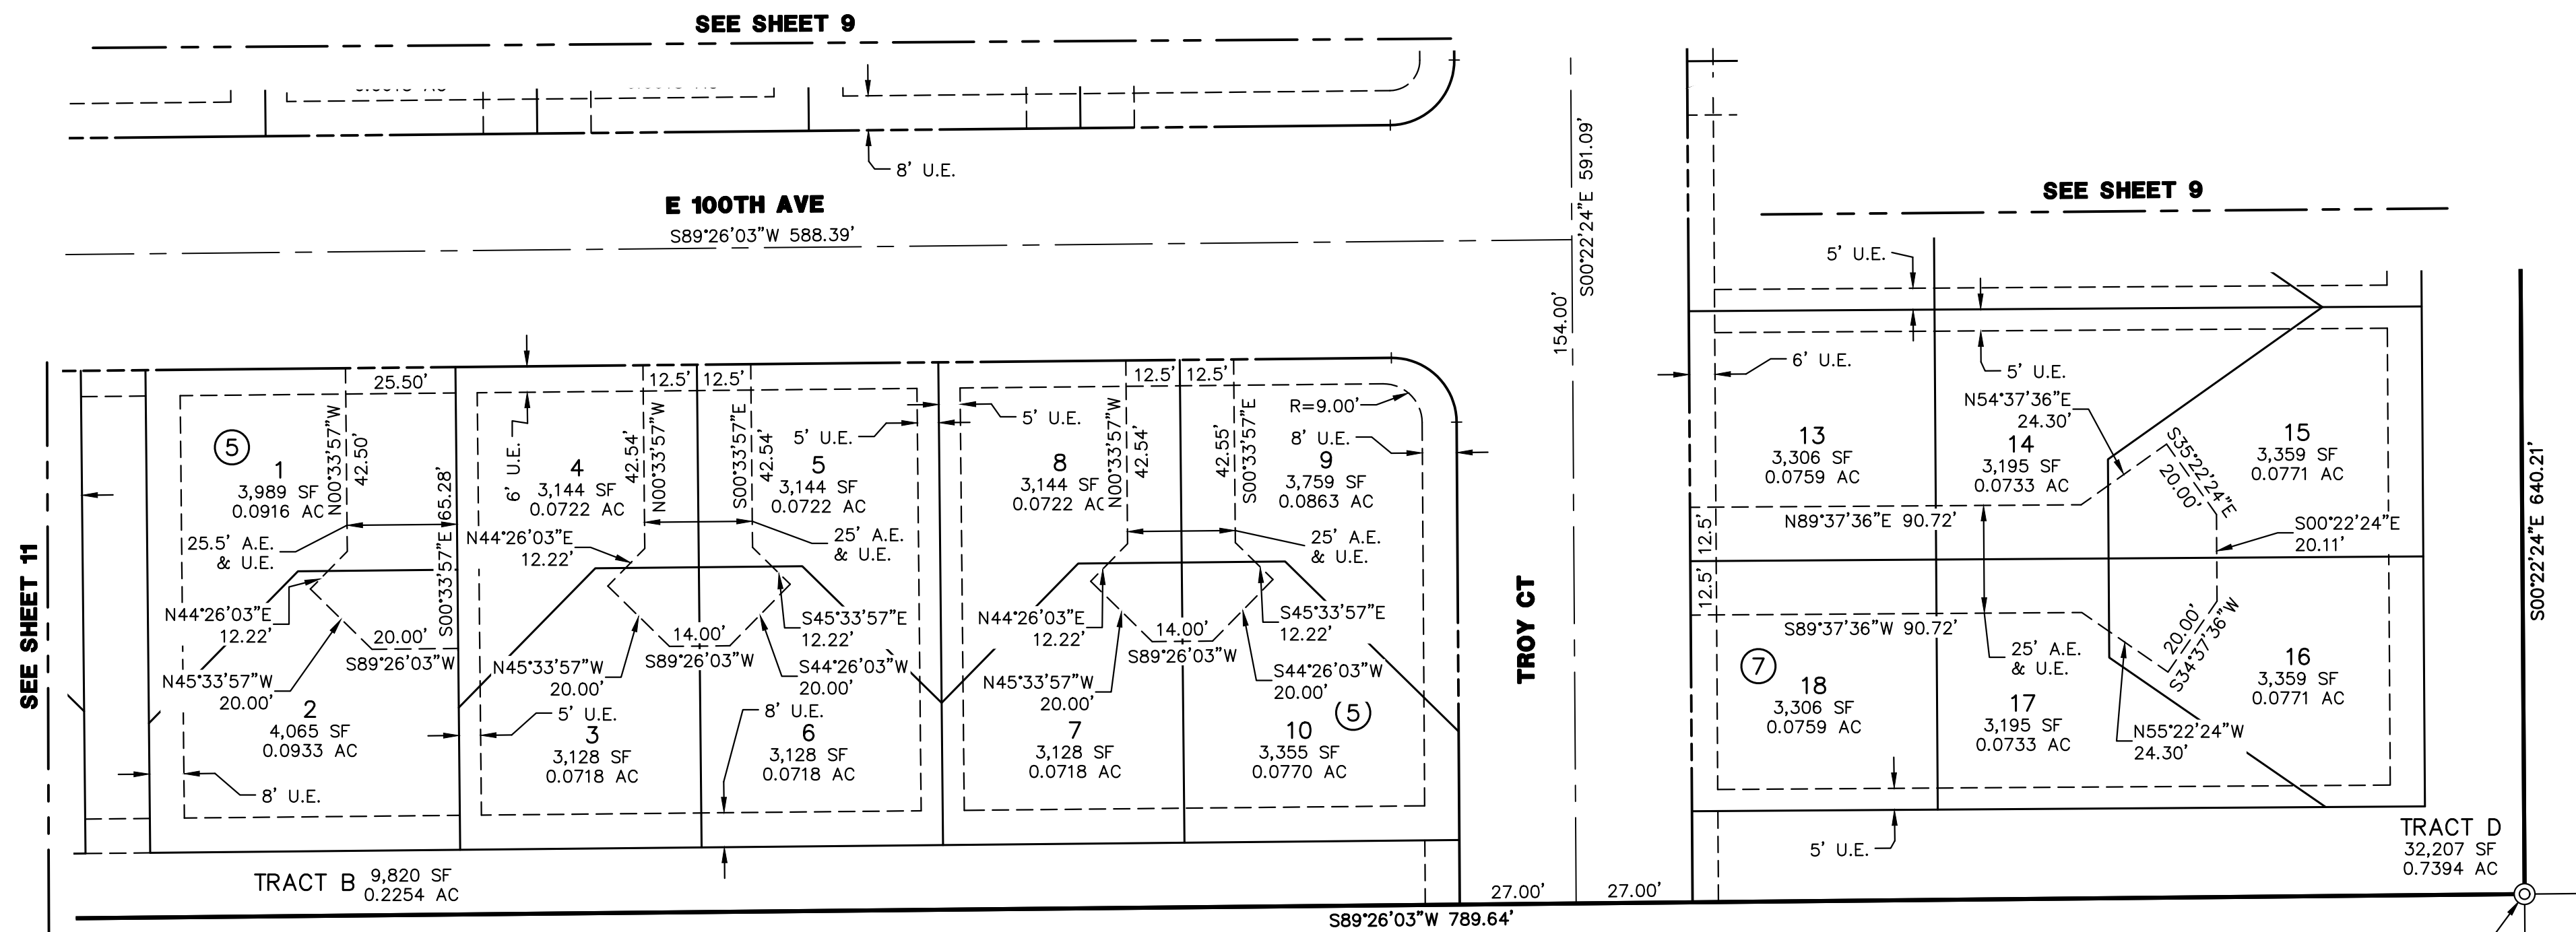 SEE SHEET 9
8' U.E.
E 100TH AVE
S89°26'03"W 588.39'
S00°22'24"E 591.09'
154.00'
SEE SHEET 9
5' U.E.
6' U.E.
5' U.E.
SEE SHEET 11
5
1
3,989 SF
0.0916 AC
25.50'
N00°33'57"W
42.50'
S00°33'57"E 65.28'
25.5' A.E.
& U.E.
N44°26'03"E
12.22'
N45°33'57"W
20.00'
20.00'
S89°26'03"W
2
4,065 SF
0.0933 AC
8' U.E.
6' U.E.
4
3,144 SF
0.0722 AC
12.5'
12.5'
42.54'
N00°33'57"W
S00°33'57"E
42.54'
5' U.E.
5
3,144 SF
0.0722 AC
N44°26'03"E
12.22'
25' A.E.
& U.E.
S45°33'57"E
12.22'
14.00'
S89°26'03"W
N45°33'57"W
20.00'
S44°26'03"W
20.00'
5' U.E.
3
3,128 SF
0.0718 AC
8' U.E.
6
3,128 SF
0.0718 AC
5' U.E.
8
3,144 SF
0.0722 AC
12.5'
12.5'
N00°33'57"W
42.54'
42.55'
S00°33'57"E
R=9.00'
8' U.E.
9
3,759 SF
0.0863 AC
25' A.E.
& U.E.
N44°26'03"E
12.22'
S45°33'57"E
12.22'
14.00'
S89°26'03"W
N45°33'57"W
20.00'
S44°26'03"W
20.00'
5
7
3,128 SF
0.0718 AC
10
3,355 SF
0.0770 AC
TROY CT
13
3,306 SF
0.0759 AC
N54°37'36"E
24.30'
14
3,195 SF
0.0733 AC
S35°22'24"E
20.00'
15
3,359 SF
0.0771 AC
12.5'
N89°37'36"E 90.72'
S00°22'24"E
20.11'
12.5'
S89°37'36"W 90.72'
25' A.E.
& U.E.
20.00'
S34°37'36"W
7
18
3,306 SF
0.0759 AC
17
3,195 SF
0.0733 AC
N55°22'24"W
24.30'
16
3,359 SF
0.0771 AC
5' U.E.
S00°22'24"E 640.21'
TRACT D
32,207 SF
0.7394 AC
TRACT B
9,820 SF
0.2254 AC
27.00'
27.00'
S89°26'03"W 789.64'